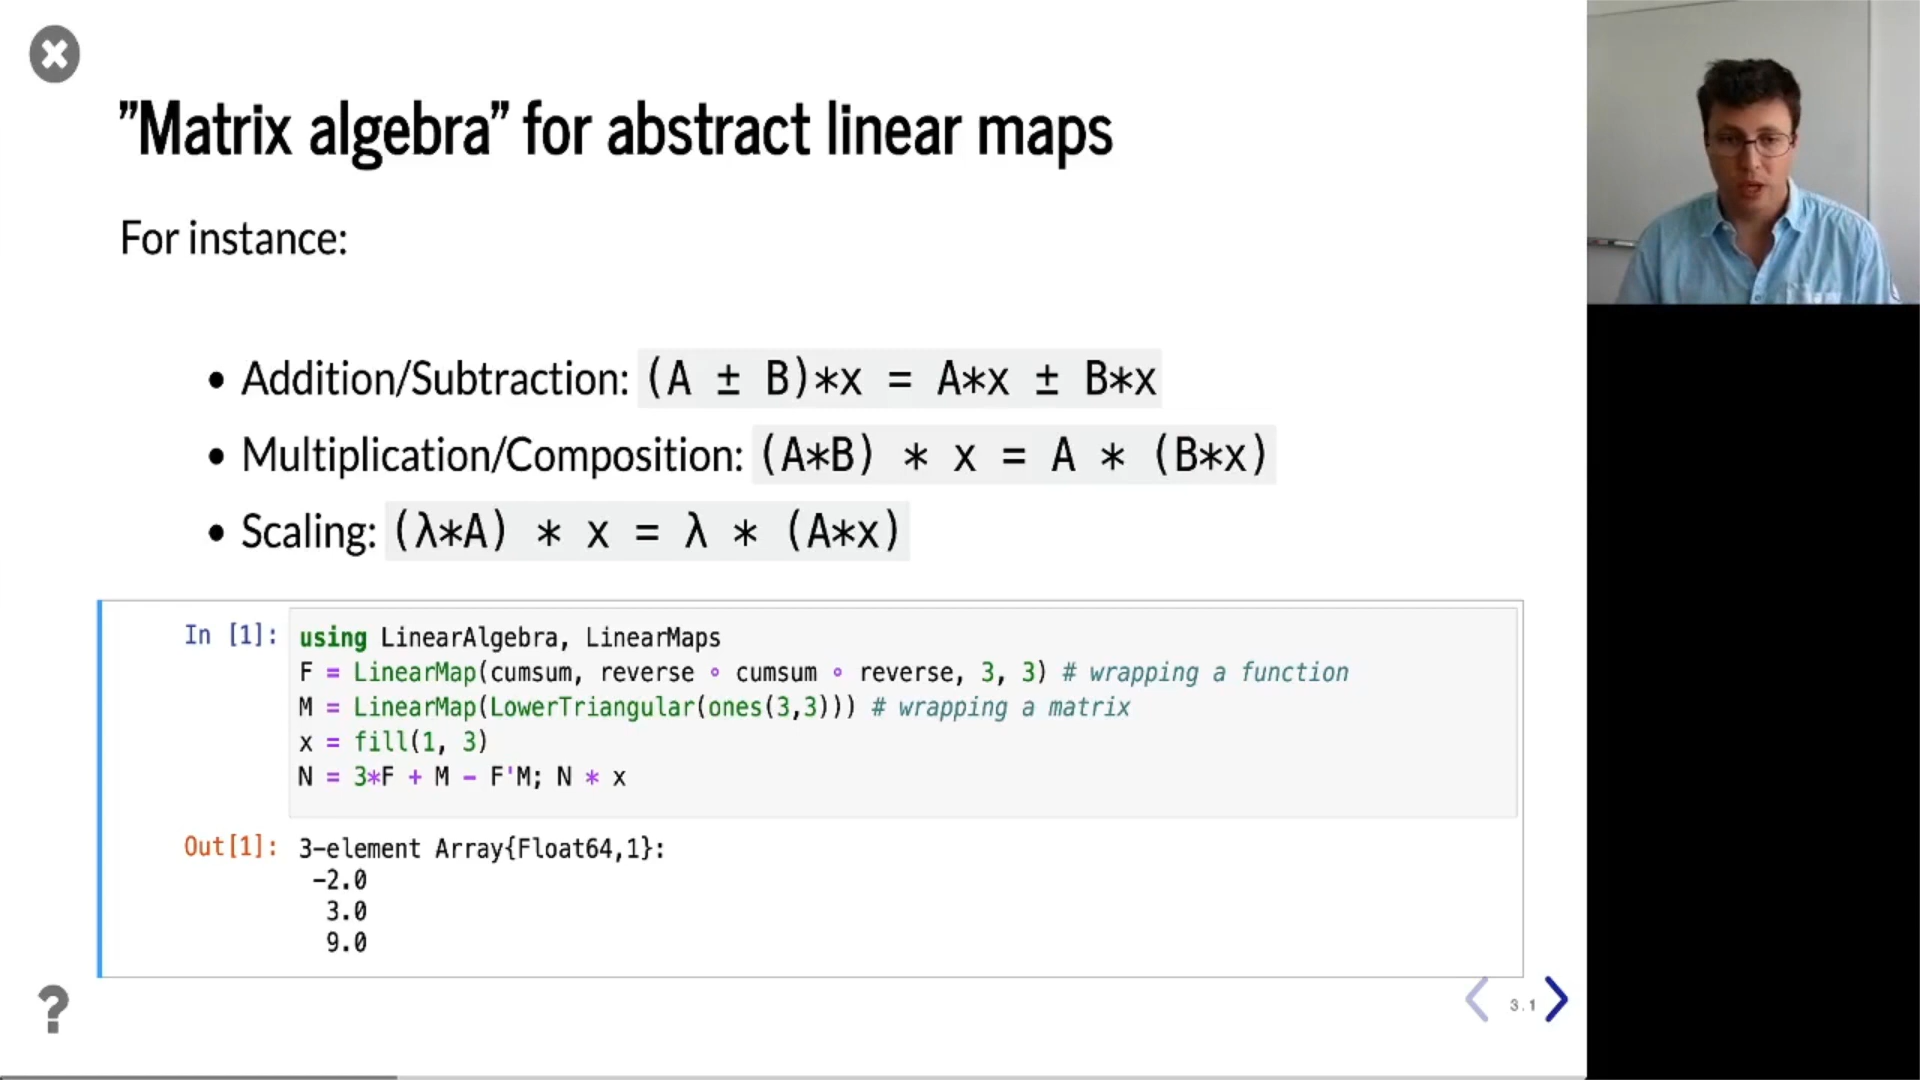 ”Matrix algebra” for abstract linear maps
For instance:
• Addition/Subtraction: (A ± B)*x = A*x ± B*x
• Multiplication/Composition: (A*B) * x = A * (B*x)
• Scaling: (λ*A) * x = λ * (A*x)
In [1]: using LinearAlgebra, LinearMaps
F = LinearMap(cumsum, reverse ∘ cumsum ∘ reverse, 3, 3) # wrapping a function
M = LinearMap(LowerTriangular(ones(3,3))) # wrapping a matrix
x = fill(1, 3)
N = 3*F + M - F'M; N * x
Out[1]: 3-element Array{Float64,1}:
-2.0
3.0
9.0
?
3.1